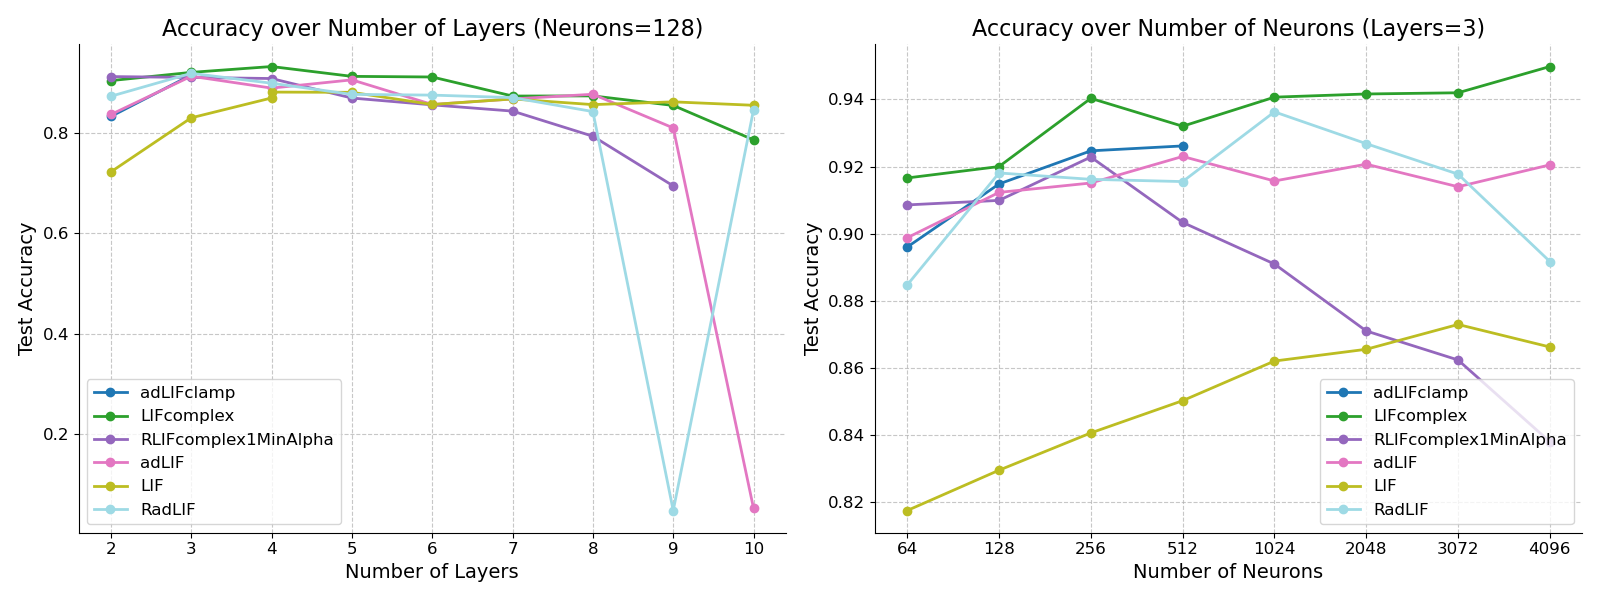 Accuracy over Number of Layers (Neurons=128)
Test Accuracy
0.8
0.6
0.4
0.2
adLIFclamp
LIFcomplex
RLIFcomplex1MinAlpha
adLIF
LIF
RadLIF
2 3 4 5 6 7 8 9 10
Number of Layers
Accuracy over Number of Neurons (Layers=3)
Test Accuracy
0.94
0.92
0.90
0.88
0.86
0.84
0.82
adLIFclamp
LIFcomplex
RLIFcomplex1MinAlpha
adLIF
LIF
RadLIF
64 128 256 512 1024 2048 3072 4096
Number of Neurons